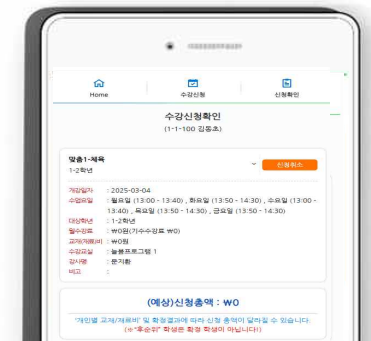 Home
수강신청
신청확인
수강신청확인
(1-1-100 김동초)
맞춤1-체육
1-2학년
신청취소
개강일자 : 2025-03-04
수업요일 : 월요일 (13:00 - 13:40) , 화요일 (13:50 - 14:30) , 수요일 (13:00 -
13:40) , 목요일 (13:50 - 14:30) , 금요일 (13:50 - 14:30)
대상학년 : 1-2학년
월수강료 : ₩0원(기수수강료 ₩0)
교재(재료)비 : ₩0원
수강교실 : 늘봄프로그램 1
강사명 : 문기환
비고 :
(예상)신청총액 : ₩0
"개인별 교재/재료비" 및 확정결과에 따라 신청 총액이 달라질 수 있습니다.
(※"후순위" 학생은 확정 학생이 아닙니다!)